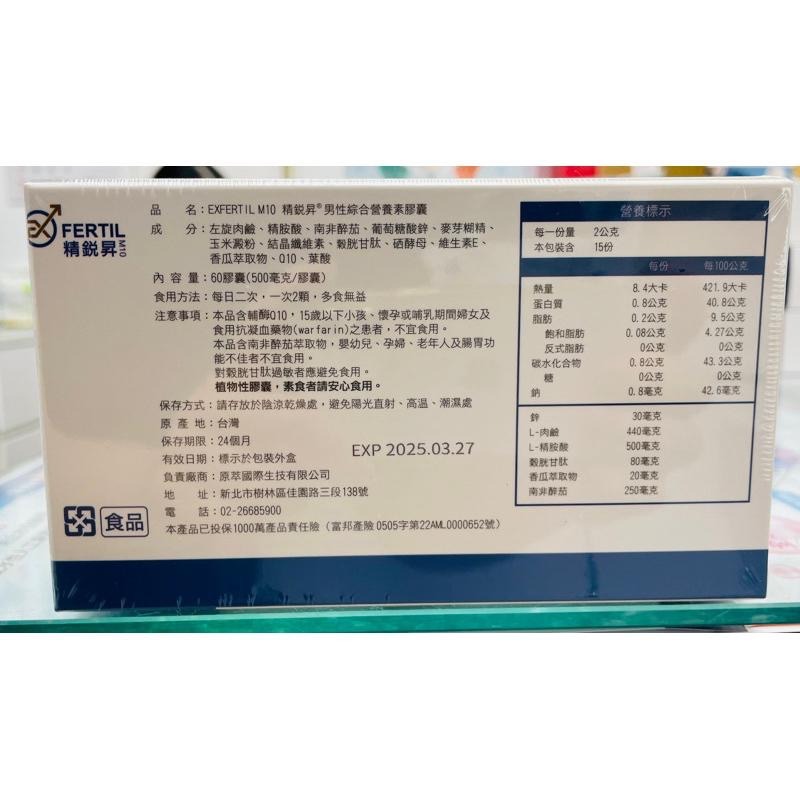 EX
FERTIL
精銳昇 M10
品　　名：EXFERTIL M10 精銳昇®男性綜合營養素膠囊
成　　分：左旋肉鹼、精胺酸、南非醉茄、葡萄糖酸鋅、麥芽糊精、
玉米澱粉、結晶纖維素、穀胱甘肽、硒酵母、維生素E、
香瓜萃取物、Q10、葉酸
內 容 量：60膠囊(500毫克/膠囊)
食用方法：每日二次，一次2顆，多食無益
注意事項：本品含輔酶Q10，15歲以下小孩、懷孕或哺乳期間婦女及
食用抗凝血藥物(warfarin)之患者，不宜食用。
本品含南非醉茄萃取物，嬰幼兒、孕婦、老年人及腸胃功
能不佳者不宜食用。
對穀胱甘肽過敏者應避免食用。
植物性膠囊，素食者請安心食用。
保存方式：請存放於陰涼乾燥處，避免陽光直射、高溫、潮濕處
原 產 地：台灣
保存期限：24個月
有效日期：標示於包裝外盒
EXP 2025.03.27
負責廠商：原萃國際生技有限公司
地　　址：新北市樹林區佳園路三段138號
電　　話：02-26685900
本產品已投保1000萬產品責任險（富邦產險 0505字第22AML0000652號）
食品
營養標示
每一份量　2公克
本包裝含　15份
每份　每100公克
熱量　8.4大卡　421.9大卡
蛋白質　0.8公克　40.8公克
脂肪　0.2公克　9.5公克
飽和脂肪　0.08公克　4.27公克
反式脂肪　0公克　0公克
碳水化合物　0.8公克　43.3公克
糖　0公克　0公克
鈉　0.8毫克　42.6毫克
鋅　30毫克
L-肉鹼　440毫克
L-精胺酸　500毫克
穀胱甘肽　80毫克
香瓜萃取物　20毫克
南非醉茄　250毫克